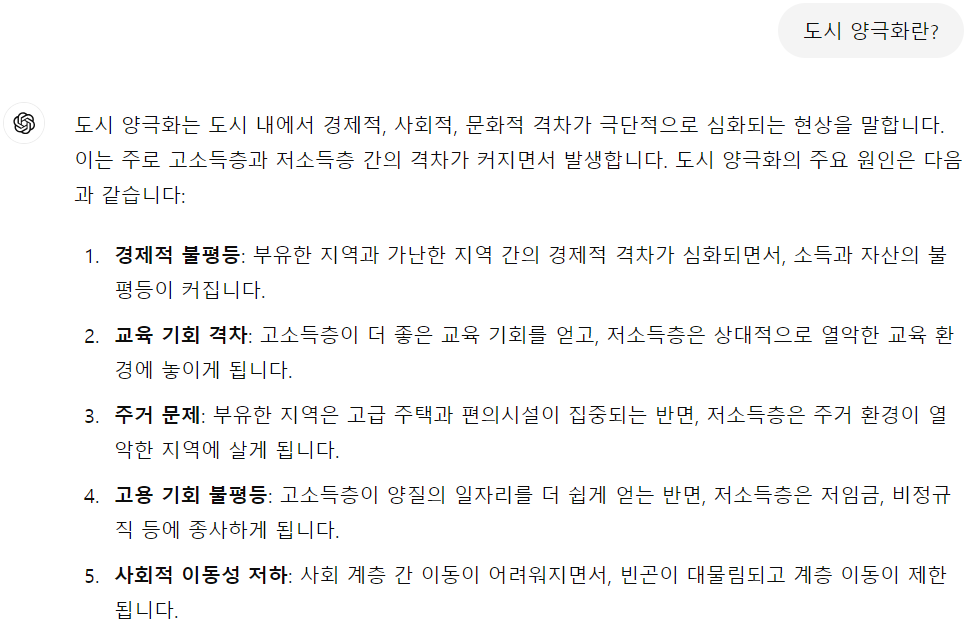 도시 양극화란?
도시 양극화는 도시 내에서 경제적, 사회적, 문화적 격차가 극단적으로 심화되는 현상을 말합니다.
이는 주로 고소득층과 저소득층 간의 격차가 커지면서 발생합니다. 도시 양극화의 주요 원인은 다음
과 같습니다:
1. 경제적 불평등: 부유한 지역과 가난한 지역 간의 경제적 격차가 심화되면서, 소득과 자산의 불
평등이 커집니다.
2. 교육 기회 격차: 고소득층이 더 좋은 교육 기회를 얻고, 저소득층은 상대적으로 열악한 교육 환
경에 놓이게 됩니다.
3. 주거 문제: 부유한 지역은 고급 주택과 편의시설이 집중되는 반면, 저소득층은 주거 환경이 열
악한 지역에 살게 됩니다.
4. 고용 기회 불평등: 고소득층이 양질의 일자리를 더 쉽게 얻는 반면, 저소득층은 저임금, 비정규
직 등에 종사하게 됩니다.
5. 사회적 이동성 저하: 사회 계층 간 이동이 어려워지면서, 빈곤이 대물림되고 계층 이동이 제한
됩니다.